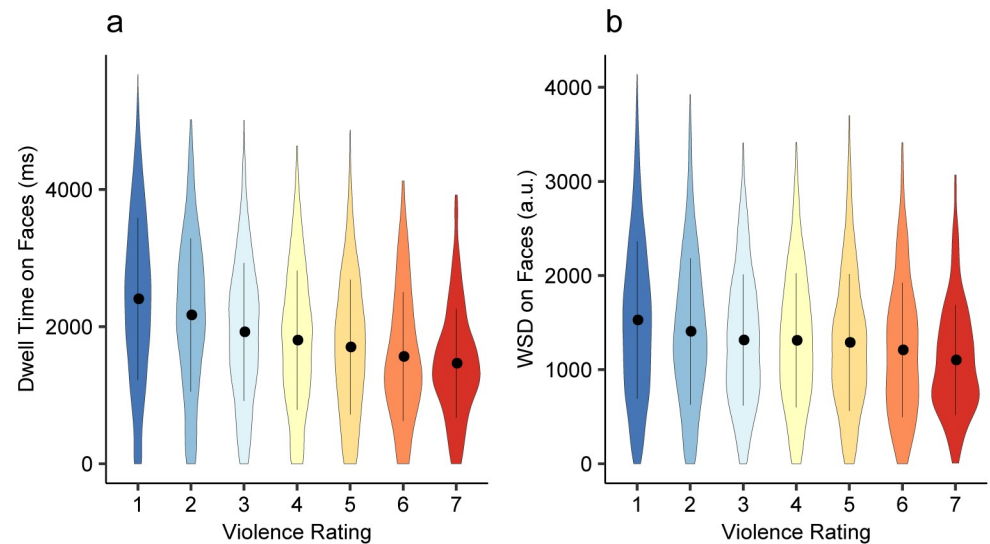 a
Dwell Time on Faces (ms)
4000
2000
0
1 2 3 4 5 6 7
Violence Rating
b
WSD on Faces (a.u.)
4000
3000
2000
1000
0
1 2 3 4 5 6 7
Violence Rating